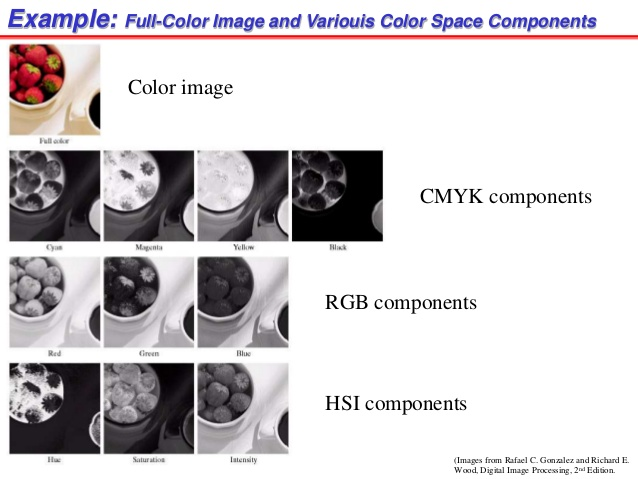 Example: Full-Color Image and Variouis Color Space Components
Color image
Full color
CMYK components
Cyan Magenta Yellow Black
RGB components
Red Green Blue
HSI components
Hue Saturation Intensity
(Images from Rafael C. Gonzalez and Richard E.
Wood, Digital Image Processing, 2nd Edition.